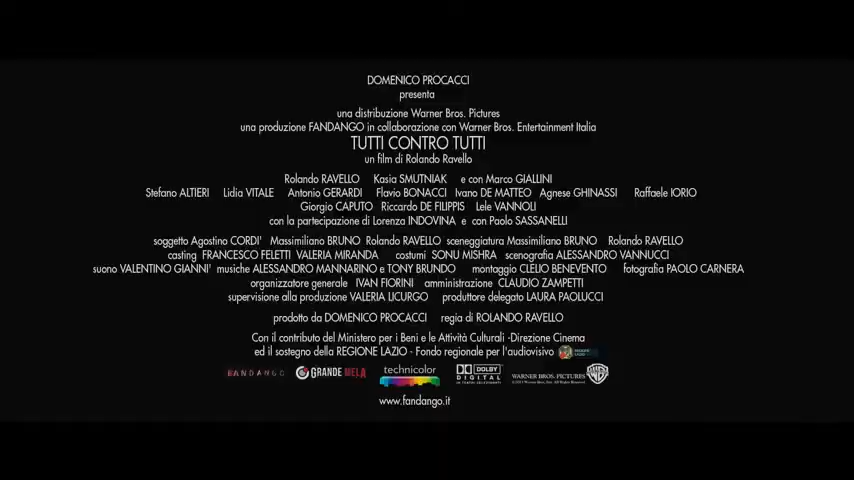 DOMENICO PROCACCI
presenta
una distribuzione Warner Bros. Pictures
una produzione FANDANGO in collaborazione con Warner Bros. Entertainment Italia
TUTTI CONTRO TUTTI
un film di Rolando Ravello
Rolando RAVELLO Kasia SMUTNIAK e con Marco GIALLINI
Stefano ALTIERI Lidia VITALE Antonio GERARDI Flavio BONACCI Ivano DE MATTEO Agnese GHINASSI Raffaele IORIO
Giorgio CAPUTO Riccardo DE FILIPPIS Lele VANNOLI
con la partecipazione di Lorenza INDOVINA e con Paolo SASSANELLI
soggetto Agostino CORDI' Massimiliano BRUNO Rolando RAVELLO sceneggiatura Massimiliano BRUNO Rolando RAVELLO
casting FRANCESCO FELETTI VALERIA MIRANDA costumi SONU MISHRA scenografia ALESSANDRO VANNUCCI
suono VALENTINO GIANNI' musiche ALESSANDRO MANNARINO e TONY BRUNDO montaggio CLELIO BENEVENTO fotografia PAOLO CARNERA
organizzatore generale IVAN FIORINI amministrazione CLAUDIO ZAMPETTI
supervisione alla produzione VALERIA LICURGO produttore delegato LAURA PAOLUCCI
prodotto da DOMENICO PROCACCI regia di ROLANDO RAVELLO
Con il contributo del Ministero per i Beni e le Attività Culturali -Direzione Cinema
ed il sostegno della REGIONE LAZIO - Fondo regionale per l'audiovisivo
FANDANGO GRANDE MELA technicolor DOLBY DIGITAL WARNER BROS. PICTURES
www.fandango.it